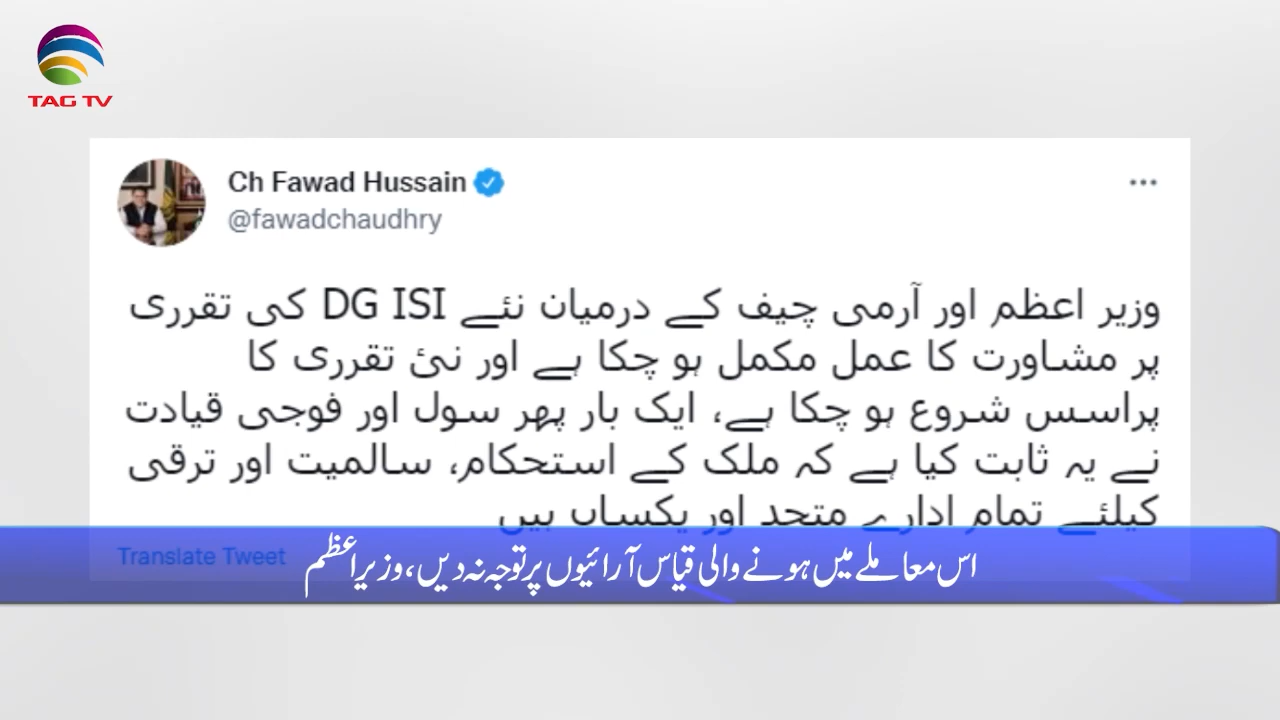 TAG TV
Ch Fawad Hussain
@fawadchaudhry
وزیر اعظم اور آرمی چیف کے درمیان نئے DG ISI کی تقرری
پر مشاورت کا عمل مکمل ہو چکا ہے اور نئ تقرری کا
پراسس شروع ہو چکا ہے، ایک بار پھر سول اور فوجی قیادت
نے یہ ثابت کیا ہے کہ ملک کے استحکام، سالمیت اور ترقی
کیلئے تمام ادارے متحد اور یکساں ہیں
Translate Tweet
اس معاملے میں ہونے والی قیاس آرائیوں پر توجہ نہ دیں، وزیراعظم